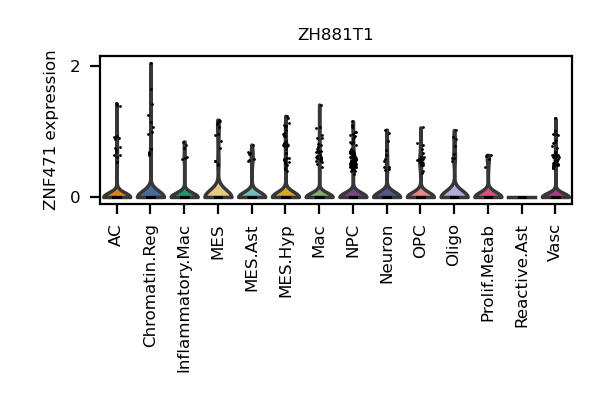 ZH881T1
ZNF471 expression
2
0
AC
Chromatin.Reg
Inflammatory.Mac
MES
MES.Ast
MES.Hyp
Mac
NPC
Neuron
OPC
Oligo
Prolif.Metab
Reactive.Ast
Vasc